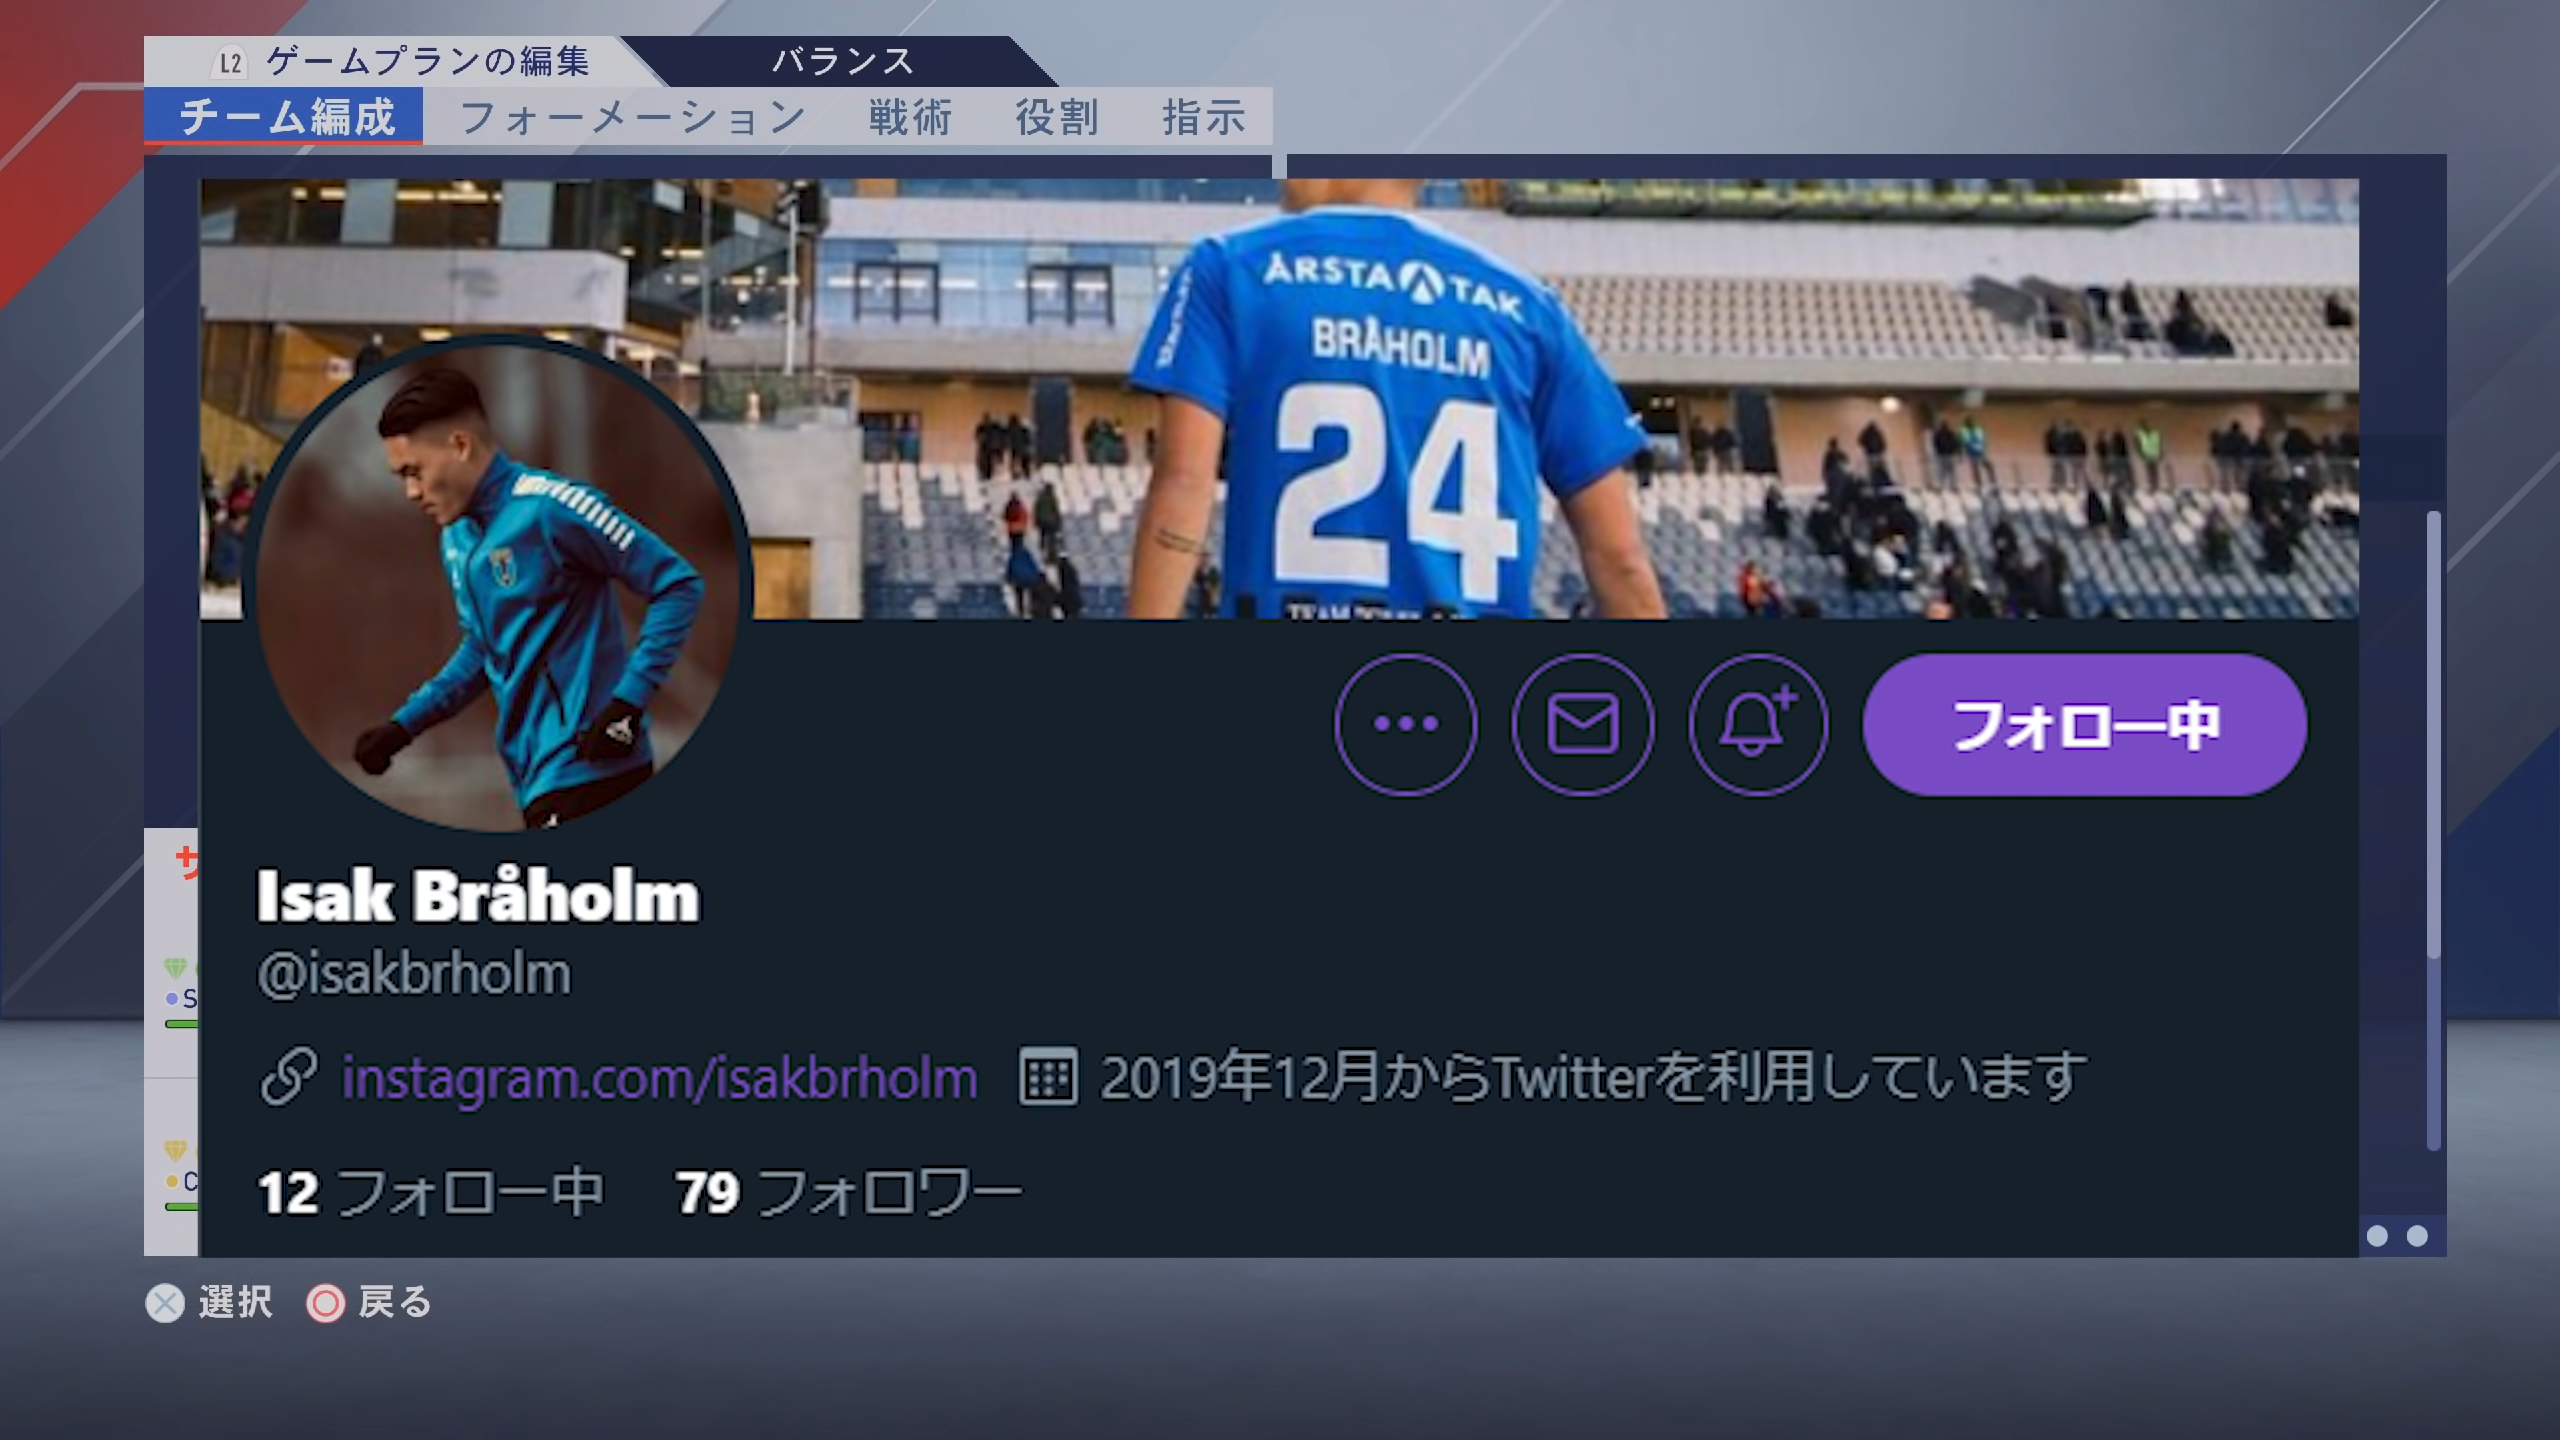 L2 ゲームプランの編集 バランス
チーム編成 フォーメーション 戦術 役割 指示
ÅRSTA TAK
BRÅHOLM
24
フォロー中
Isak Bråholm
@isakbrholm
instagram.com/isakbrholm 2019年12月からTwitterを利用しています
12 フォロー中 79 フォロワー
選択 戻る